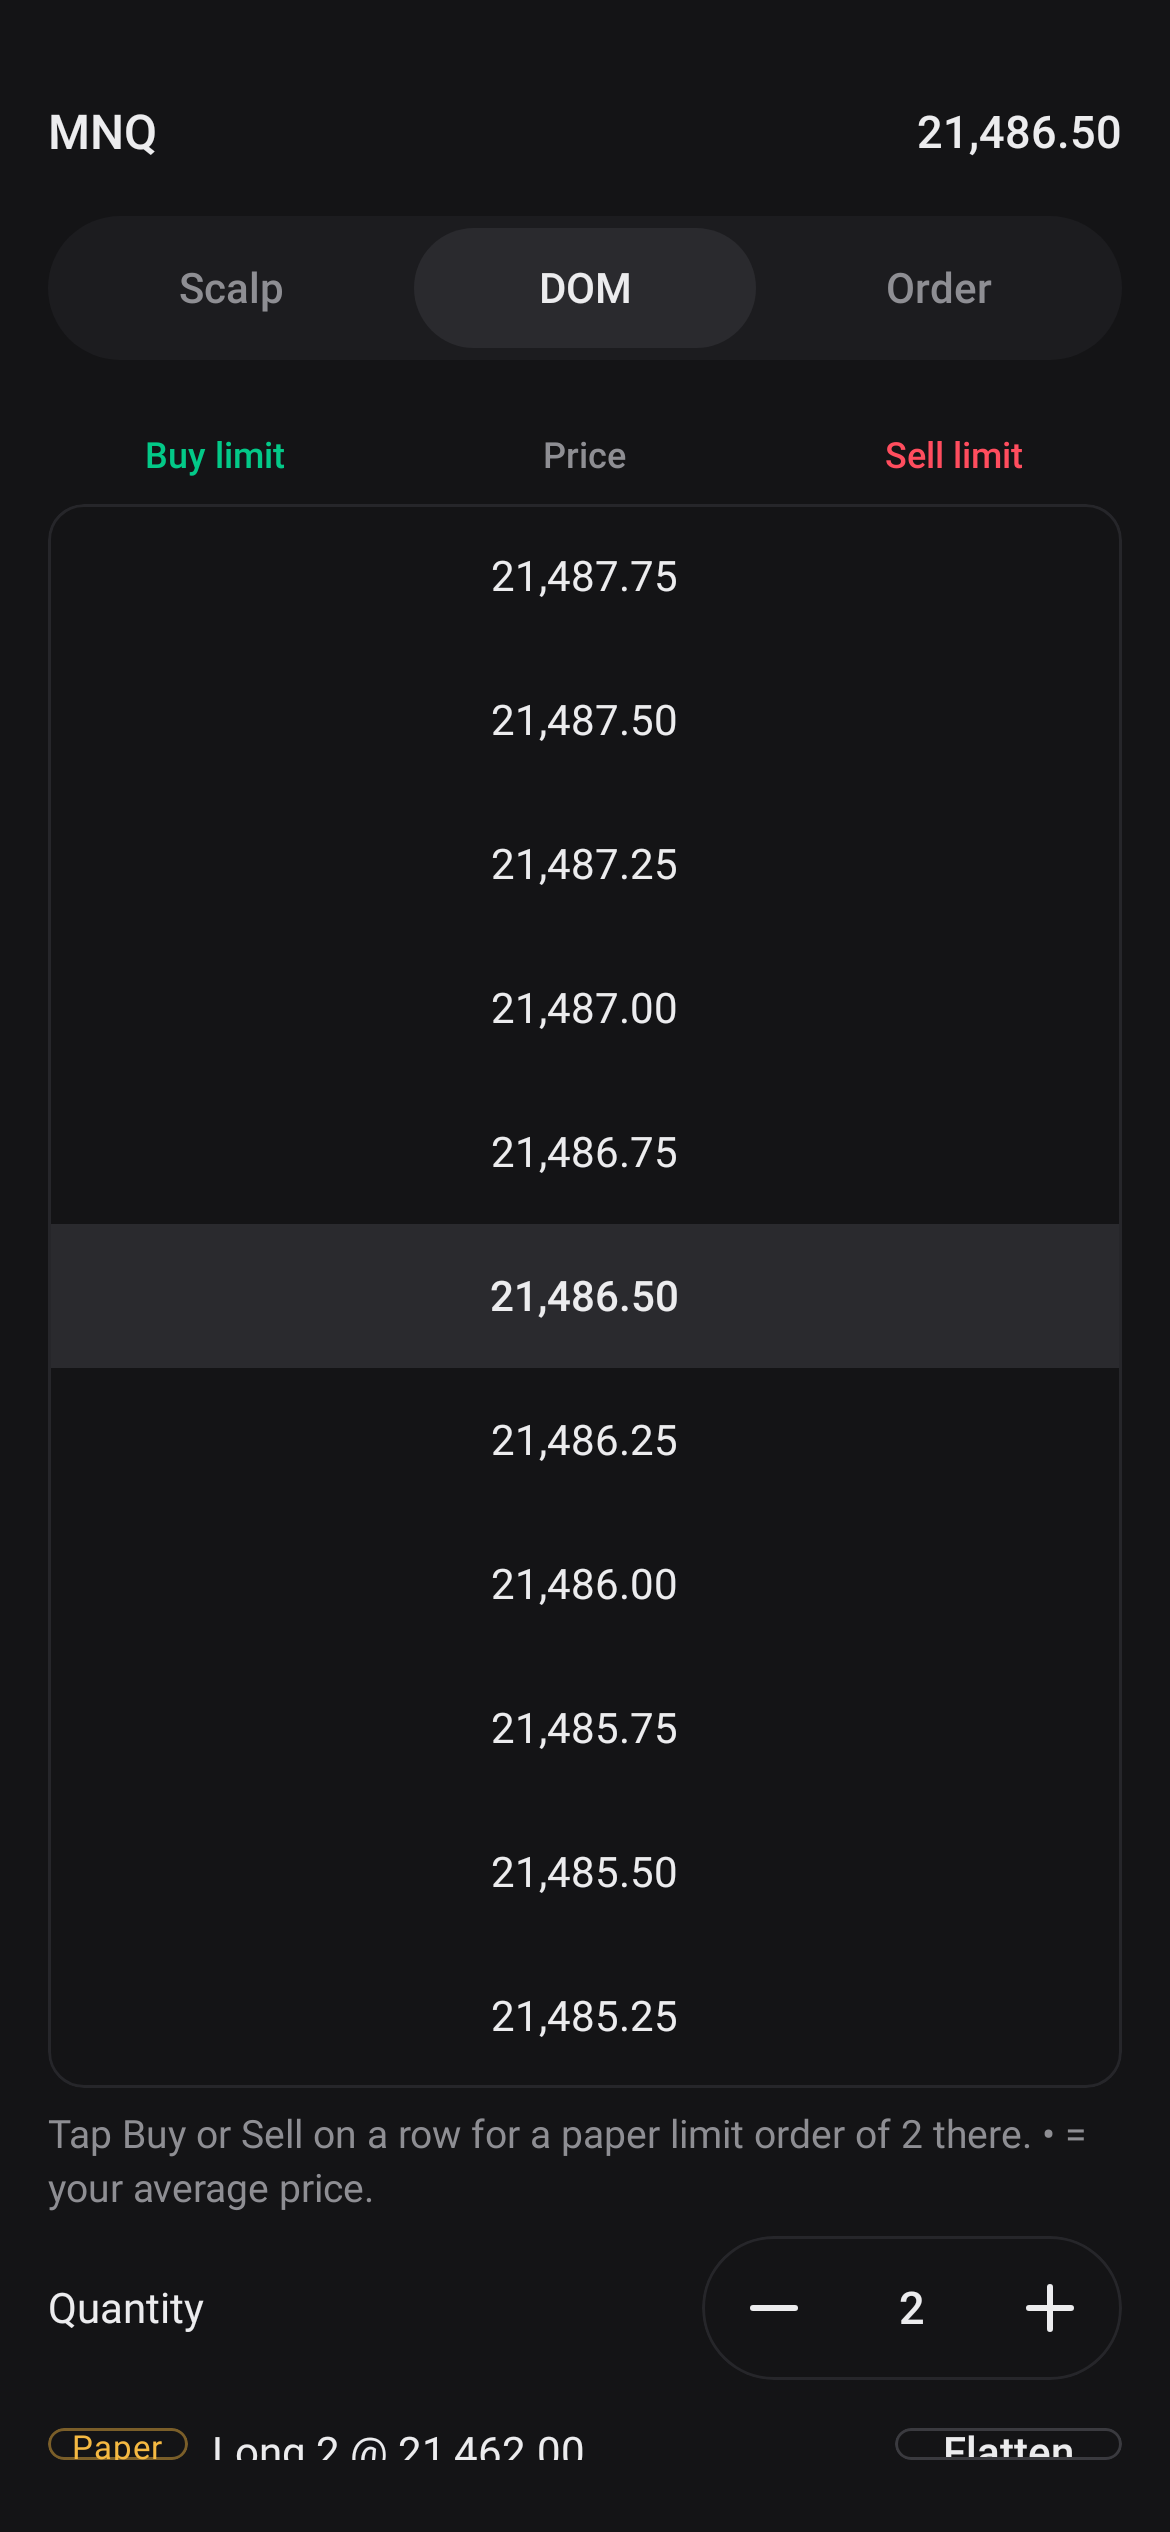 MNQ 21,486.50
Scalp DOM Order
Buy limit Price Sell limit
21,487.75
21,487.50
21,487.25
21,487.00
21,486.75
21,486.50
21,486.25
21,486.00
21,485.75
21,485.50
21,485.25
Tap Buy or Sell on a row for a paper limit order of 2 there. • =
your average price.
Quantity 2
Paper Long 2 @ 21,462.00 Flatten